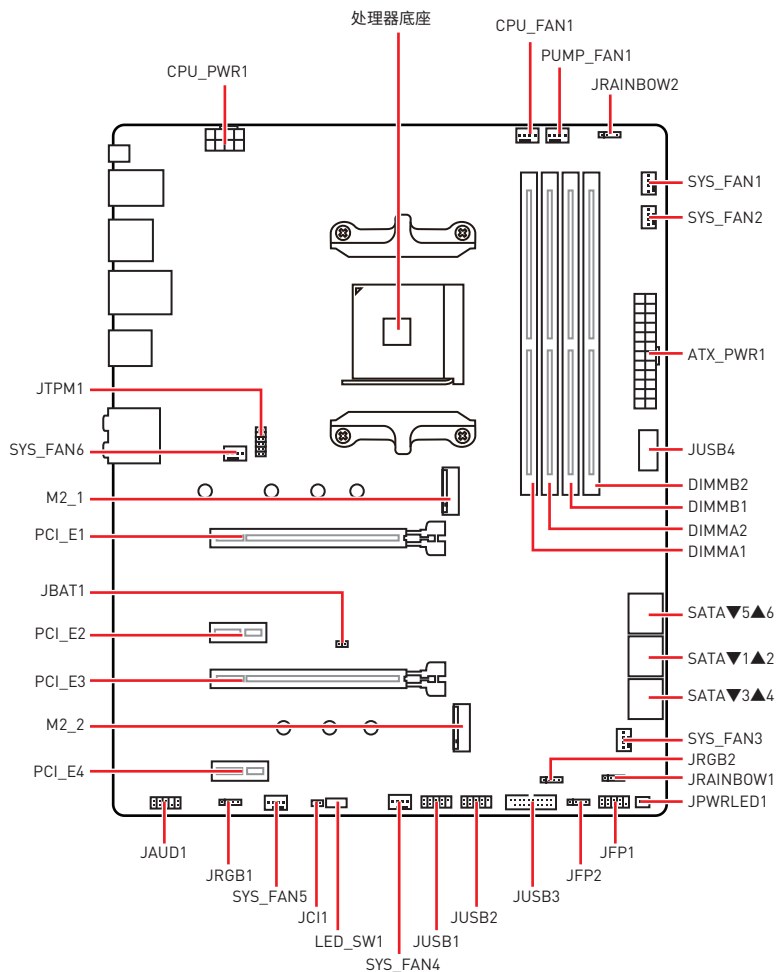 处理器底座
CPU_FAN1
PUMP_FAN1
CPU_PWR1
JRAINBOW2
SYS_FAN1
SYS_FAN2
ATX_PWR1
JTPM1
SYS_FAN6
JUSB4
M2_1
DIMMB2
DIMMB1
PCI_E1
DIMMA2
DIMMA1
JBAT1
SATA▼5▲6
PCI_E2
SATA▼1▲2
PCI_E3
SATA▼3▲4
M2_2
SYS_FAN3
JRGB2
PCI_E4
JRAINBOW1
JPWRLED1
JAUD1
JFP1
JRGB1
JFP2
SYS_FAN5
JUSB3
JCI1
JUSB2
LED_SW1
JUSB1
SYS_FAN4